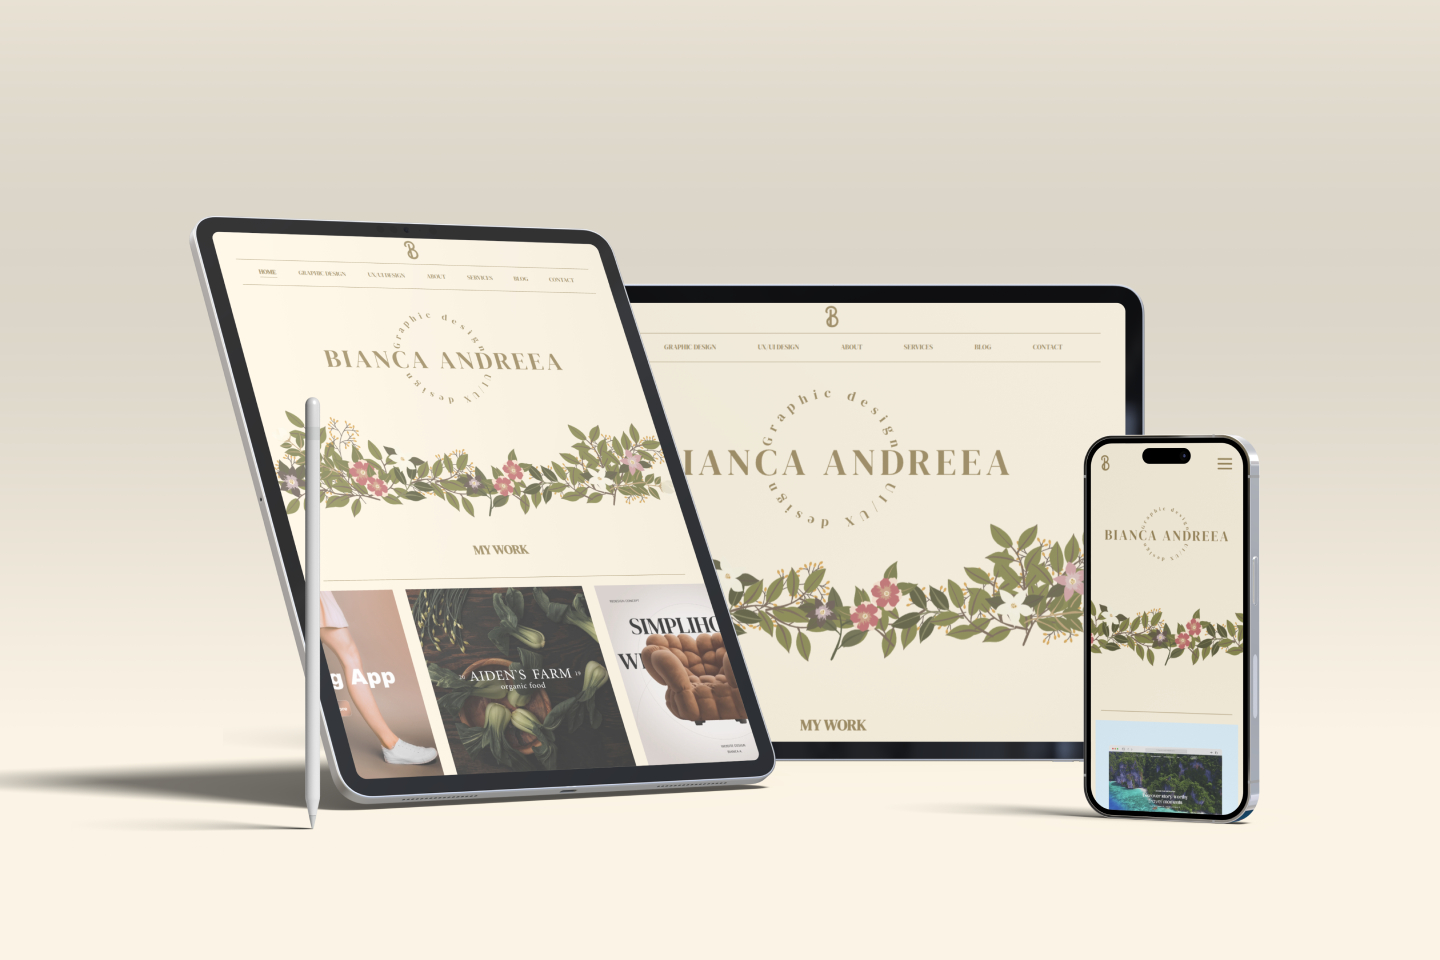 B
HOME GRAPHIC DESIGN UX/UI DESIGN ABOUT SERVICES BLOG CONTACT
Graphic design
BIANCA ANDREEA
UI/UX design
MY WORK
g App
20 AIDEN'S FARM 19
organic food
SIMPLIHO
B
GRAPHIC DESIGN UX/UI DESIGN ABOUT SERVICES BLOG CONTACT
Graphic design
IANCA ANDREEA
UI/UX design
MY WORK
B
Graphic design
BIANCA ANDREEA
UI/UX design